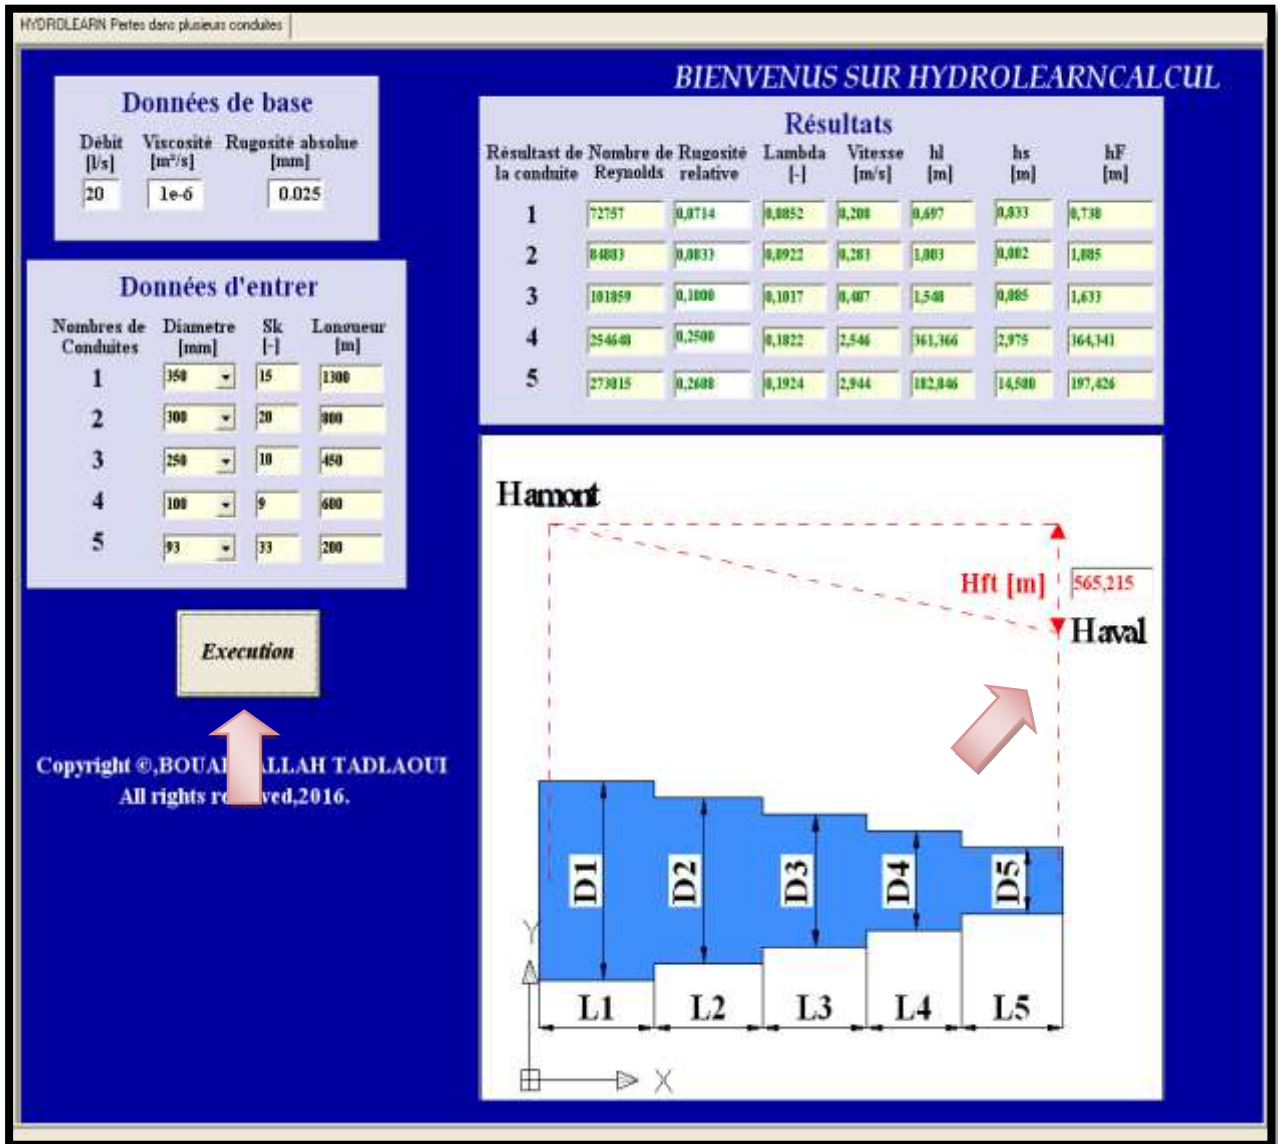 HYDROLEARN Pertes dans plusieurs conduites
BIENVENUS SUR HYDROLEARNCALCUL
Données de base
Débit Viscosité Rugosité absolue
[l/s] [m²/s] [mm]
20 1e-6 0.025
Données d'entrer
Nombres de Diametre Sk Longueur
Conduites [mm] [-] [m]
1 350 15 1300
2 300 20 800
3 250 10 450
4 100 9 600
5 93 33 200
Execution
Copyright ©,BOUA ALLAH TADLAOUI
All rights re ved,2016.
Résultats
Résultast de Nombre de Rugosité Lambda Vitesse hl hs hF
la conduite Reynolds relative [-] [m/s] [m] [m] [m]
1 72757 0,0714 0,0852 0,208 0,697 0,738
2 84883 0,0833 0,0922 0,283 1,003 0,082 1,085
3 101859 0,1000 0,1017 0,407 1,548 0,085 1,633
4 254648 0,2500 0,1822 2,546 361,366 2,975 364,341
5 273815 0,2688 0,1924 2,944 182,846 14,580 197,426
Hamont
Hft [m] 565,215
Haval
D1 D2 D3 D4 D5
Y
L1 L2 L3 L4 L5
X